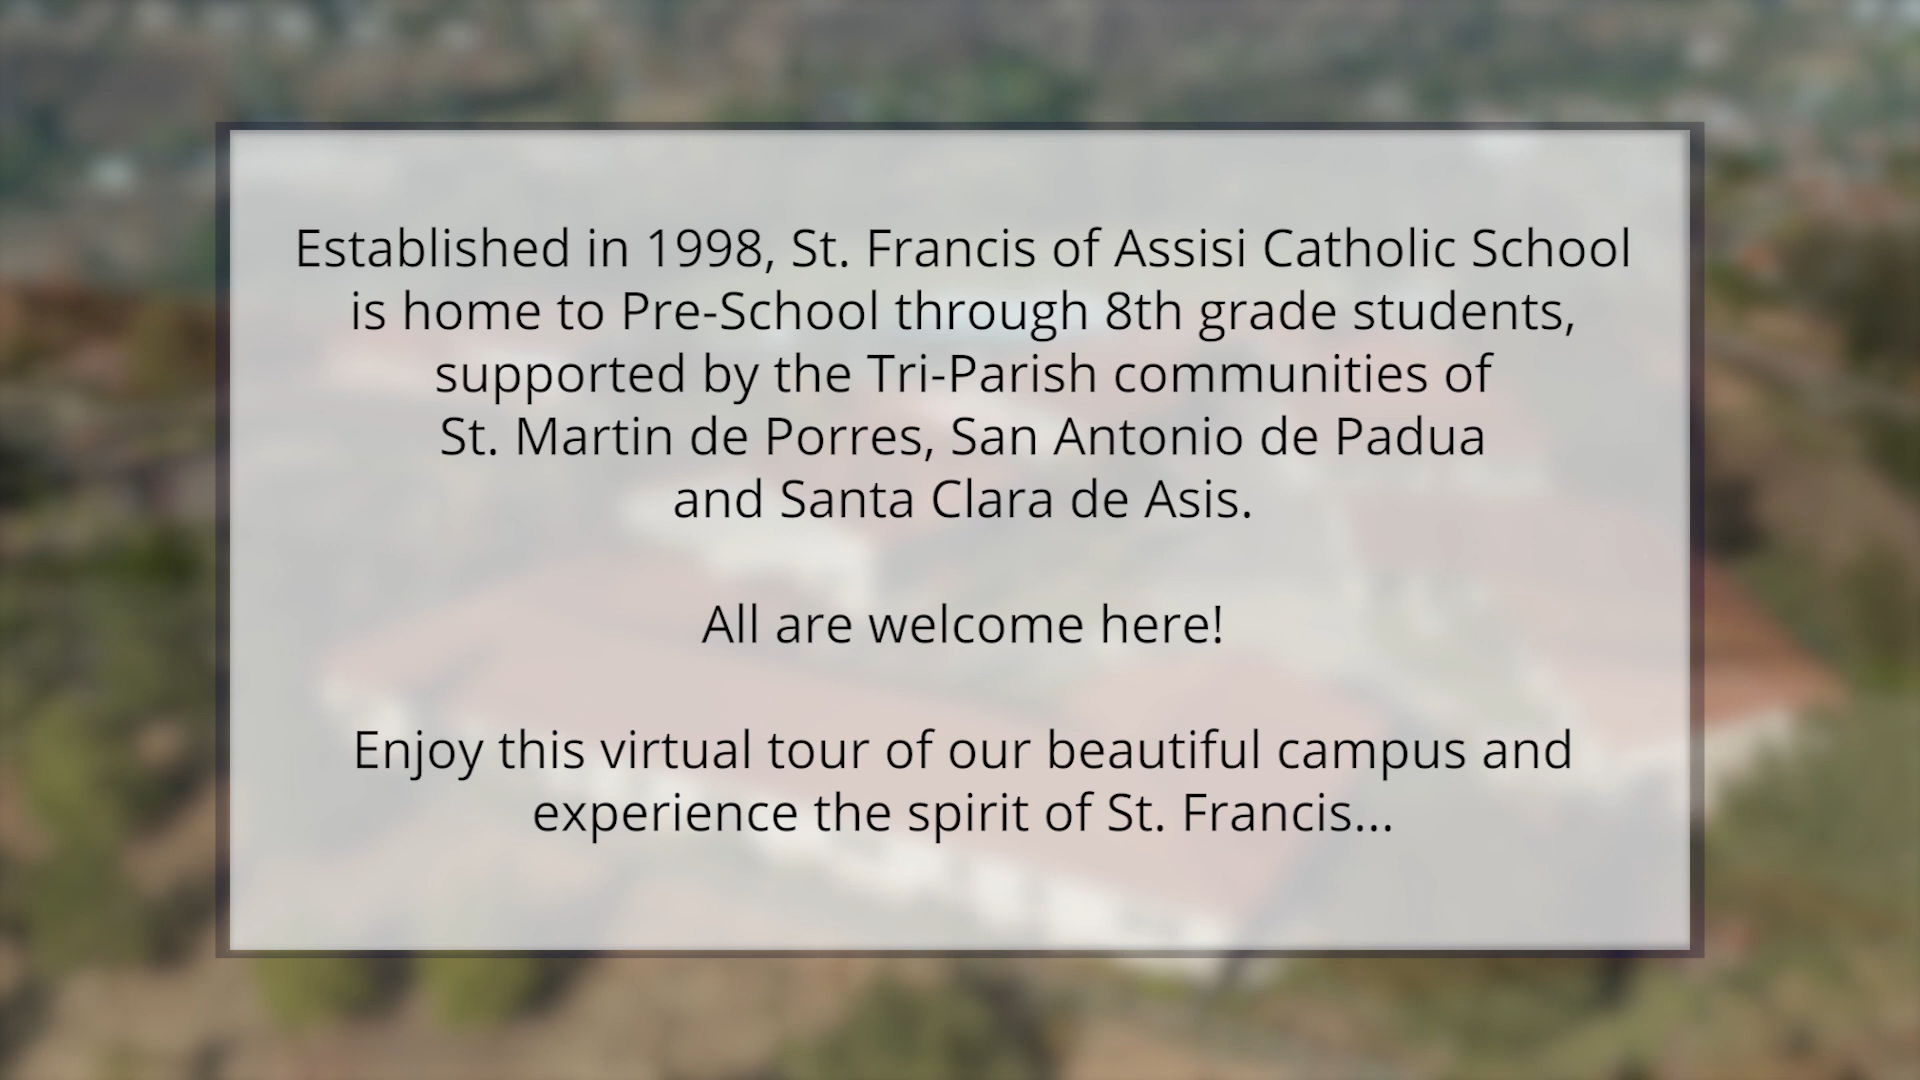 Established in 1998, St. Francis of Assisi Catholic School
is home to Pre-School through 8th grade students,
supported by the Tri-Parish communities of
St. Martin de Porres, San Antonio de Padua
and Santa Clara de Asis.
All are welcome here!
Enjoy this virtual tour of our beautiful campus and
experience the spirit of St. Francis...